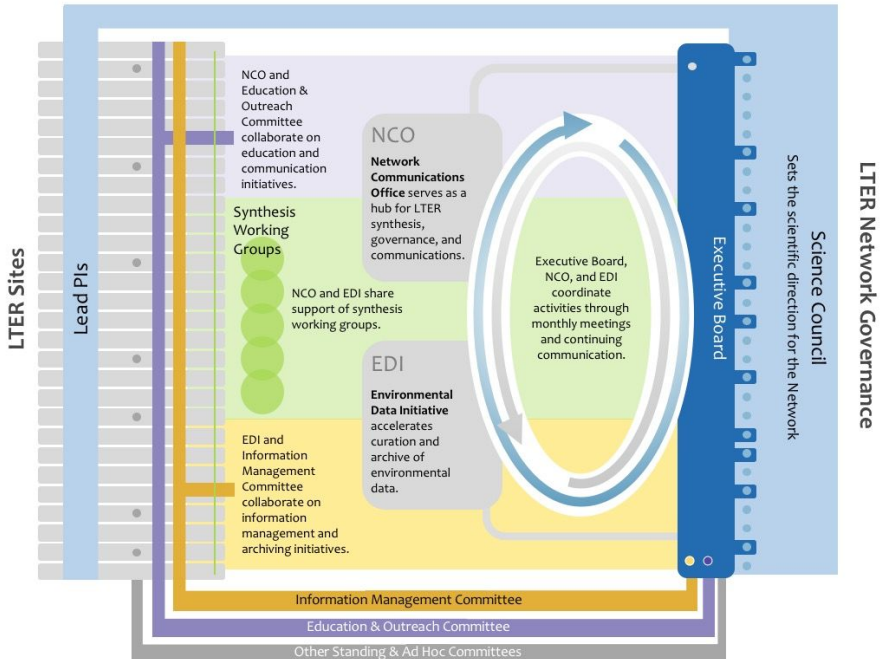 LTER Sites
Lead PIs
NCO and
Education &
Outreach
Committee
collaborate on
education and
communication
initiatives.
Synthesis
Working
Groups
NCO and EDI share
support of synthesis
working groups.
EDI and
Information
Management
Committee
collaborate on
information
management and
archiving initiatives.
NCO
Network
Communications
Office serves as a
hub for LTER
synthesis,
governance, and
communications.
EDI
Environmental
Data Initiative
accelerates
curation and
archive of
environmental
data.
Executive Board,
NCO, and EDI
coordinate
activities through
monthly meetings
and continuing
communication.
Executive Board
Science Council
Sets the scientific direction for the Network
LTER Network Governance
Information Management Committee
Education & Outreach Committee
Other Standing & Ad Hoc Committees